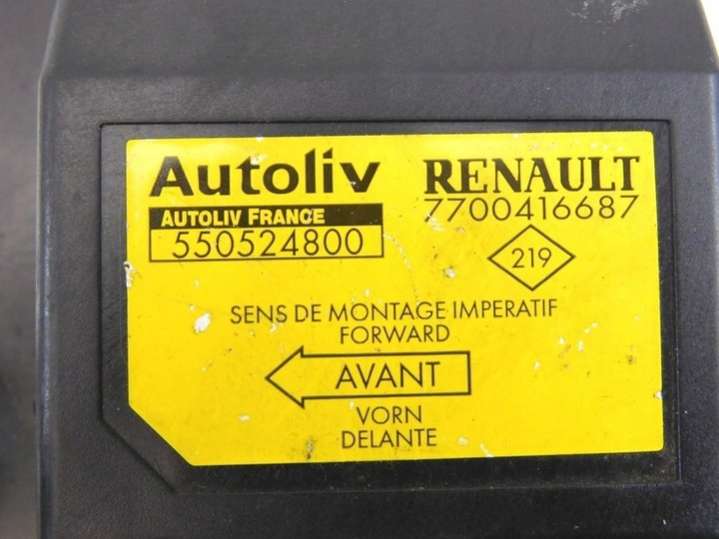 Autoliv RENAULT
AUTOLIV FRANCE 7700416687
550524800
219
SENS DE MONTAGE IMPERATIF
FORWARD
AVANT
VORN
DELANTE